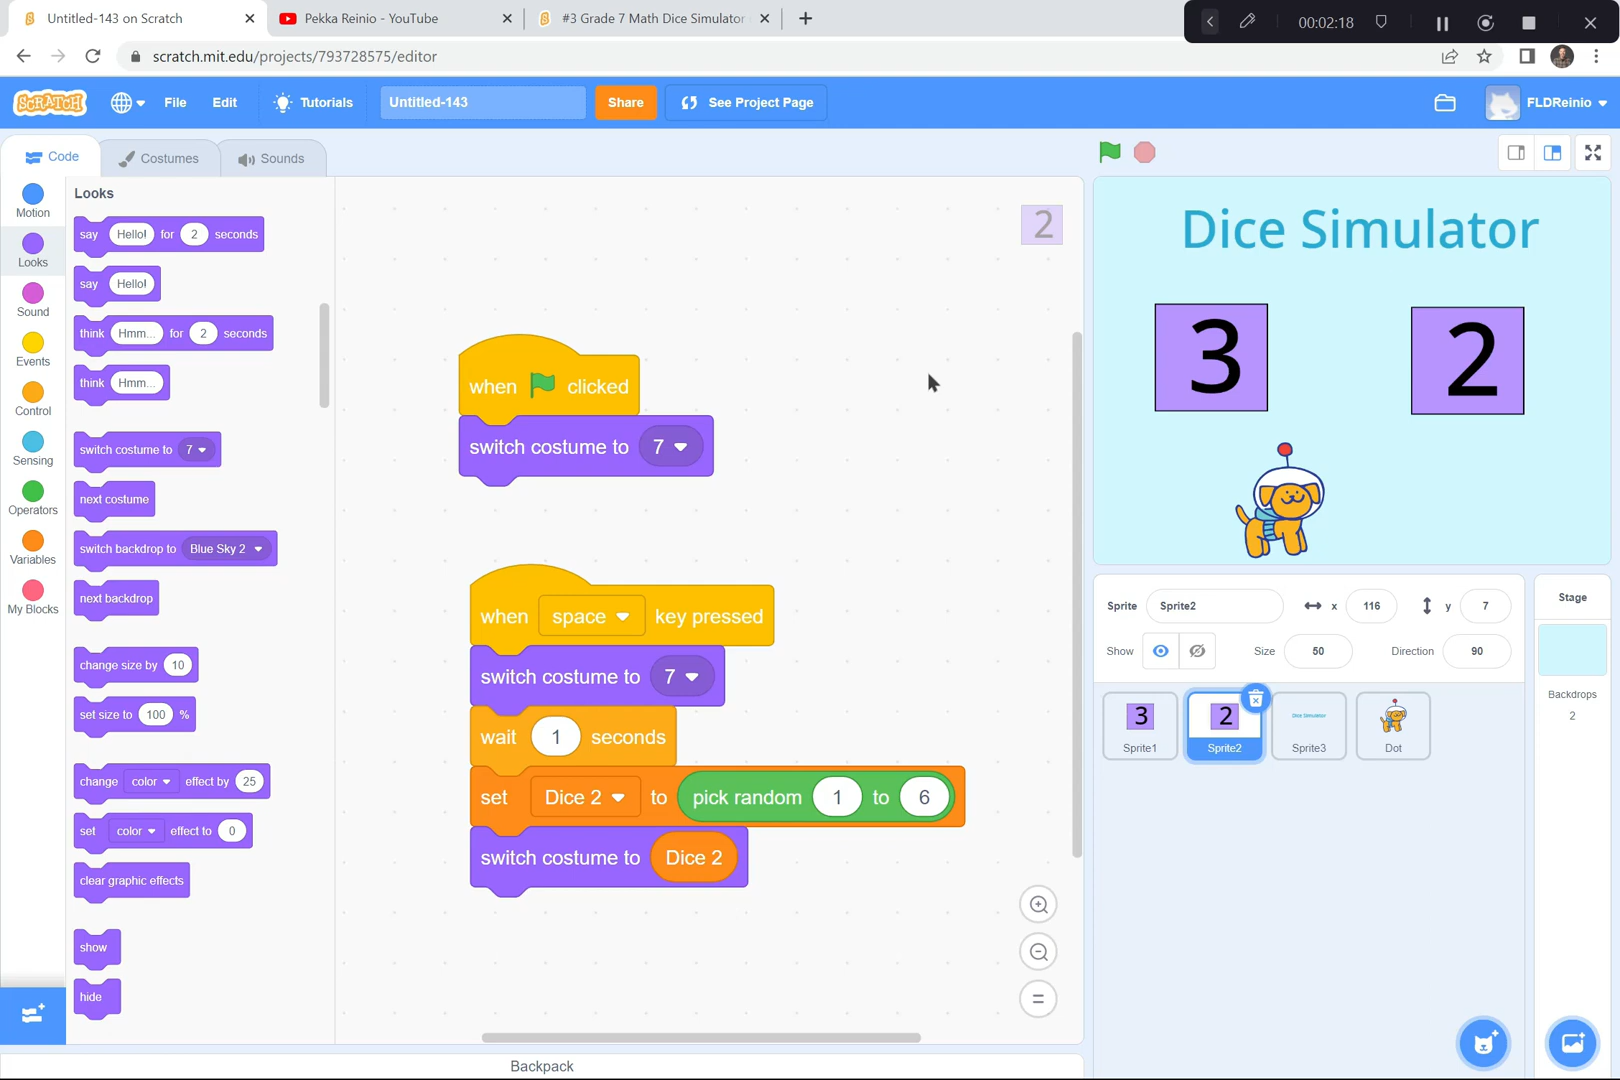 Untitled-143 on Scratch
Pekka Reinio - YouTube
#3 Grade 7 Math Dice Simulator
00:02:18
scratch.mit.edu/projects/793728575/editor
SCRATCH
File
Edit
Tutorials
Untitled-143
Share
See Project Page
FLDReinio
Code
Costumes
Sounds
Motion
Looks
Sound
Events
Control
Sensing
Operators
Variables
My Blocks
Looks
say Hello! for 2 seconds
say Hello!
think Hmm... for 2 seconds
think Hmm...
switch costume to 7
next costume
switch backdrop to Blue Sky 2
next backdrop
change size by 10
set size to 100 %
change color effect by 25
set color effect to 0
clear graphic effects
show
hide
2
when clicked
switch costume to 7
when space key pressed
switch costume to 7
wait 1 seconds
set Dice 2 to pick random 1 to 6
switch costume to Dice 2
Backpack
Dice Simulator
3 2
Sprite Sprite2 x 116 y 7
Show Size 50 Direction 90
3
Sprite1
2
Sprite2
Dice Simulator
Sprite3
Dot
Stage
Backdrops
2